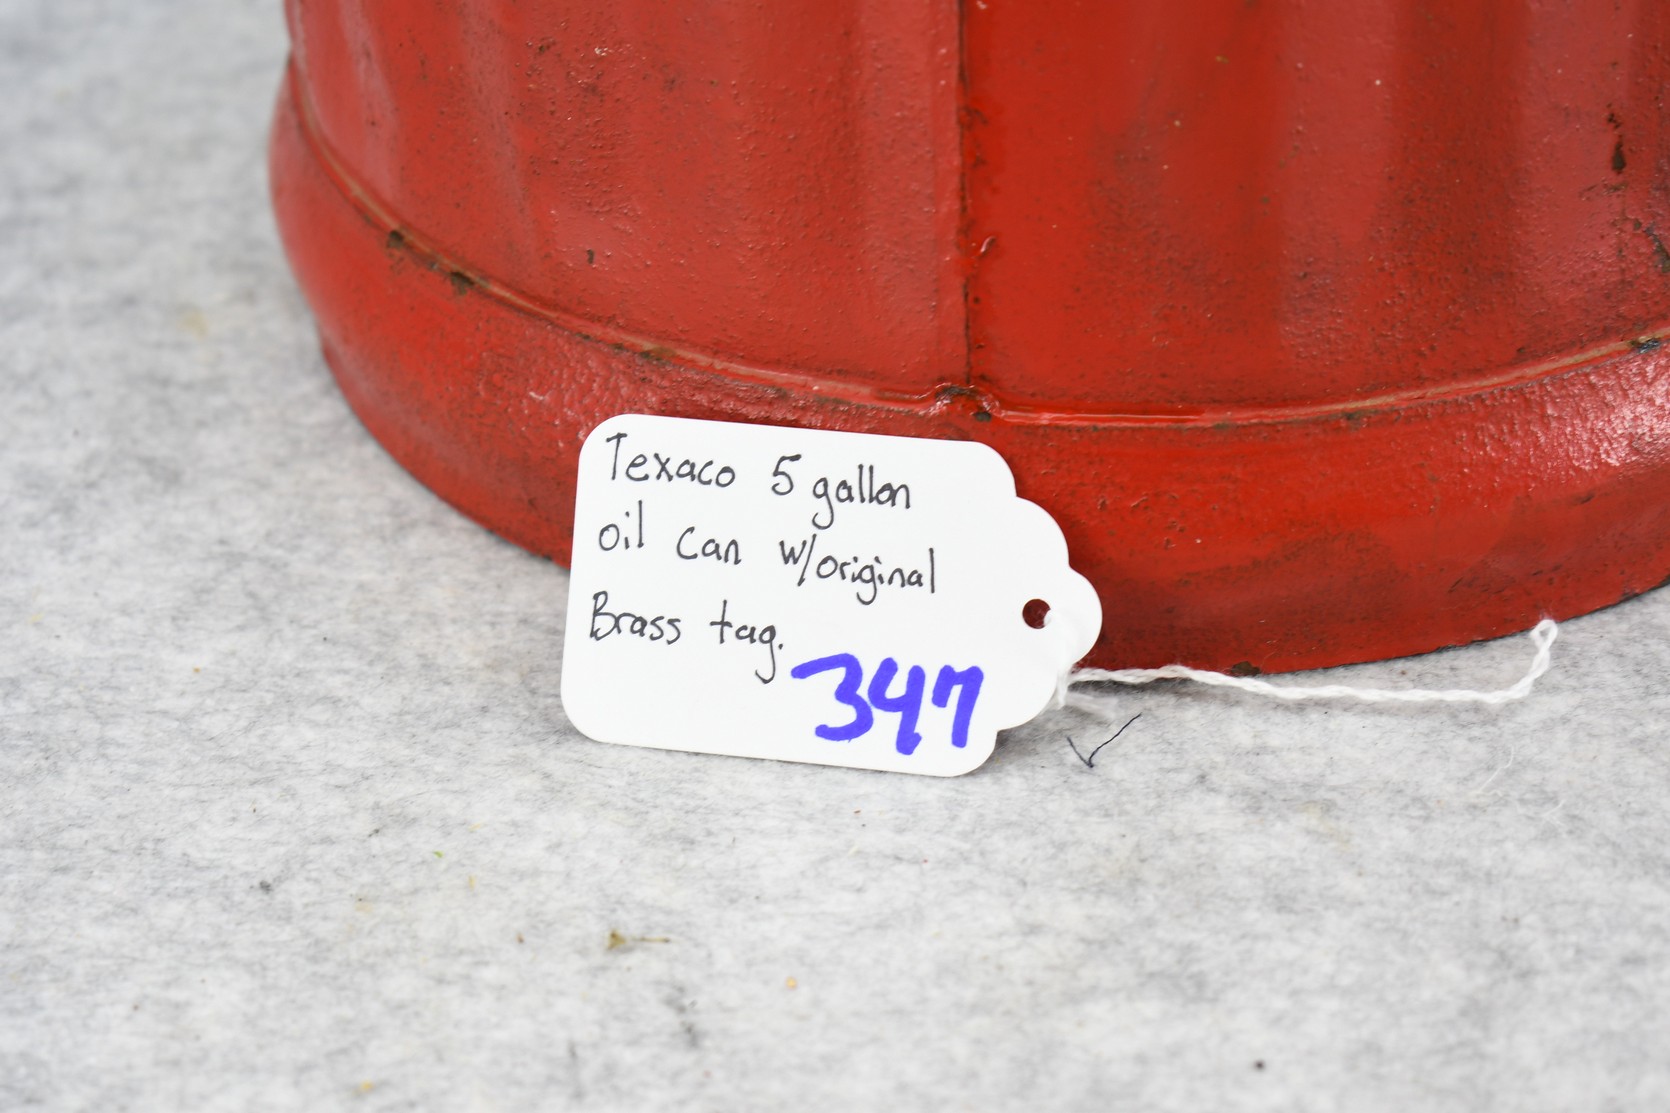 Texaco 5 gallon
oil can w/original
Brass tag.
347